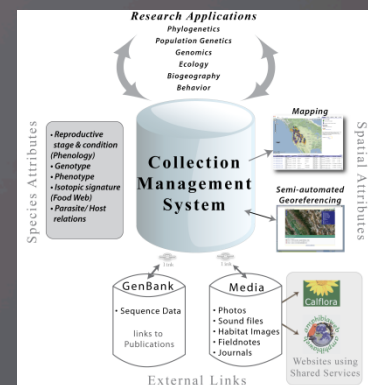 Research Applications
Phylogenetics
Population Genetics
Genomics
Ecology
Biogeography
Behavior
Species Attributes
• Reproductive
stage & condition
(Phenology)
• Genotype
• Phenotype
• Isotopic signature
(Food Web)
• Parasite/ Host
relations
Collection
Management
System
Mapping
Semi-automated
Georeferencing
Spatial Attributes
Link
Link
GenBank
• Sequence Data
links to
Publications
Media
• Photos
• Sound files
• Habitat Images
• Fieldnotes
• Journals
Calflora
Websites using
Shared Services
External Links